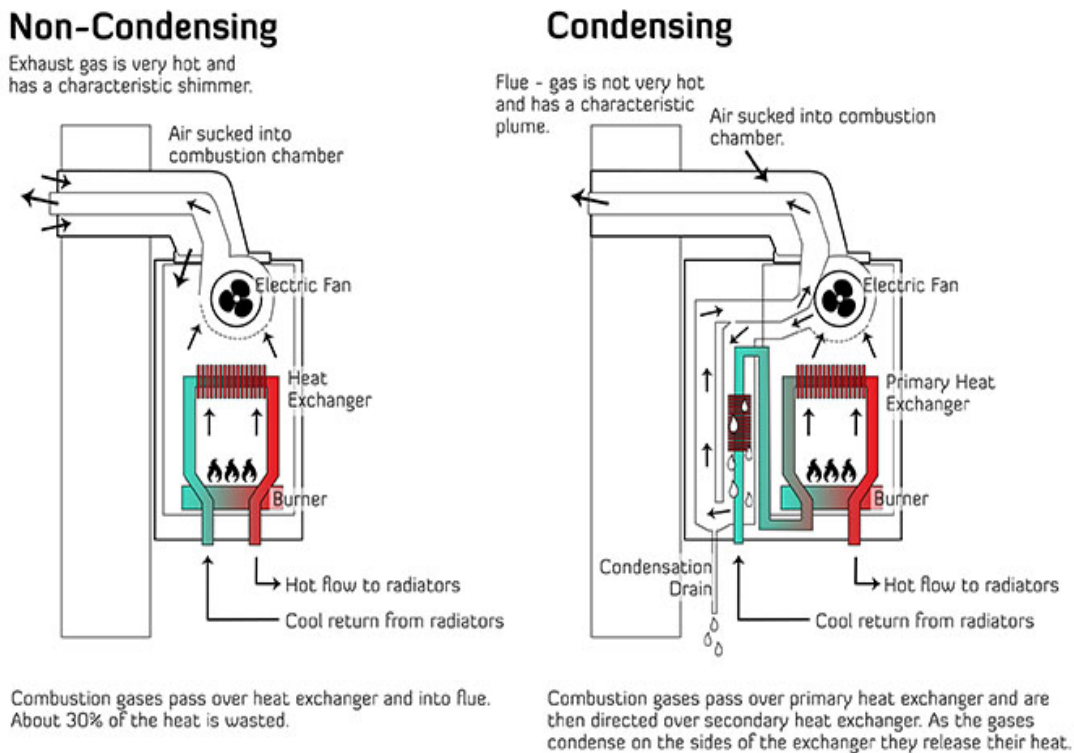 Non-Condensing
Exhaust gas is very hot and
has a characteristic shimmer.
Air sucked into
combustion chamber
Electric Fan
Heat
Exchanger
Burner
Hot flow to radiators
Cool return from radiators
Combustion gases pass over heat exchanger and into flue.
About 30% of the heat is wasted.
Condensing
Flue - gas is not very hot
and has a characteristic
plume.
Air sucked into combustion
chamber.
Electric Fan
Primary Heat
Exchanger
Burner
Condensation
Drain
Hot flow to radiators
Cool return from radiators
Combustion gases pass over primary heat exchanger and are
then directed over secondary heat exchanger. As the gases
condense on the sides of the exchanger they release their heat.